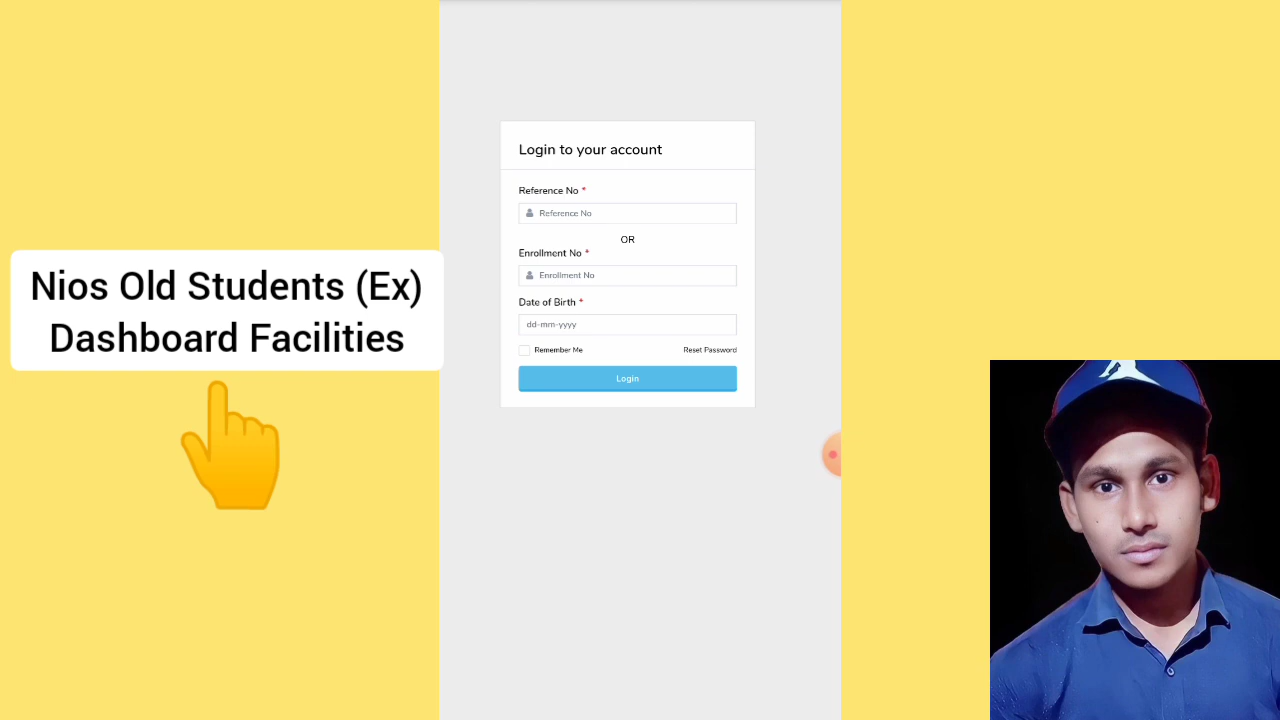 Nios Old Students (Ex)
Dashboard Facilities
Login to your account
Reference No *
Reference No
OR
Enrollment No *
Enrollment No
Date of Birth *
dd-mm-yyyy
Remember Me Reset Password
Login